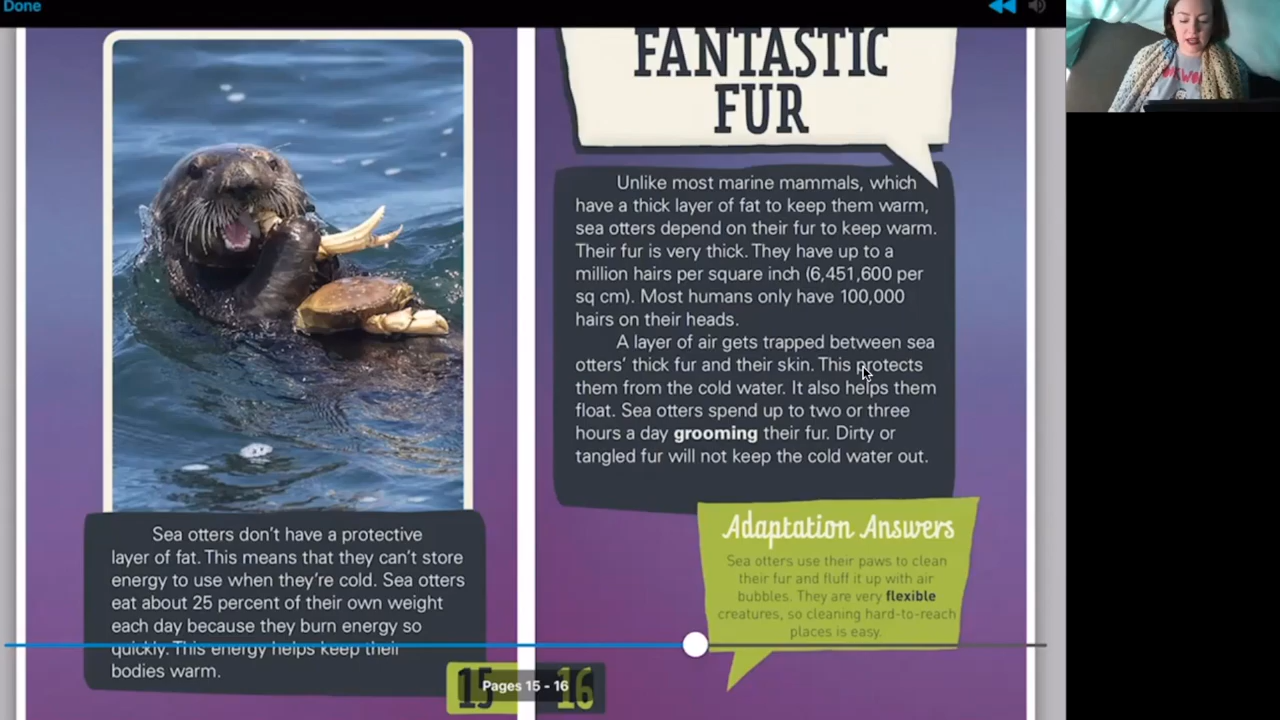 Done
Sea otters don't have a protective
layer of fat. This means that they can't store
energy to use when they're cold. Sea otters
eat about 25 percent of their own weight
each day because they burn energy so
quickly. This energy helps keep their
bodies warm.
15
Pages 15 - 16
16
FANTASTIC
FUR
Unlike most marine mammals, which
have a thick layer of fat to keep them warm,
sea otters depend on their fur to keep warm.
Their fur is very thick. They have up to a
million hairs per square inch (6,451,600 per
sq cm). Most humans only have 100,000
hairs on their heads.
A layer of air gets trapped between sea
otters' thick fur and their skin. This protects
them from the cold water. It also helps them
float. Sea otters spend up to two or three
hours a day grooming their fur. Dirty or
tangled fur will not keep the cold water out.
Adaptation Answers
Sea otters use their paws to clean
their fur and fluff it up with air
bubbles. They are very flexible
creatures, so cleaning hard-to-reach
places is easy.